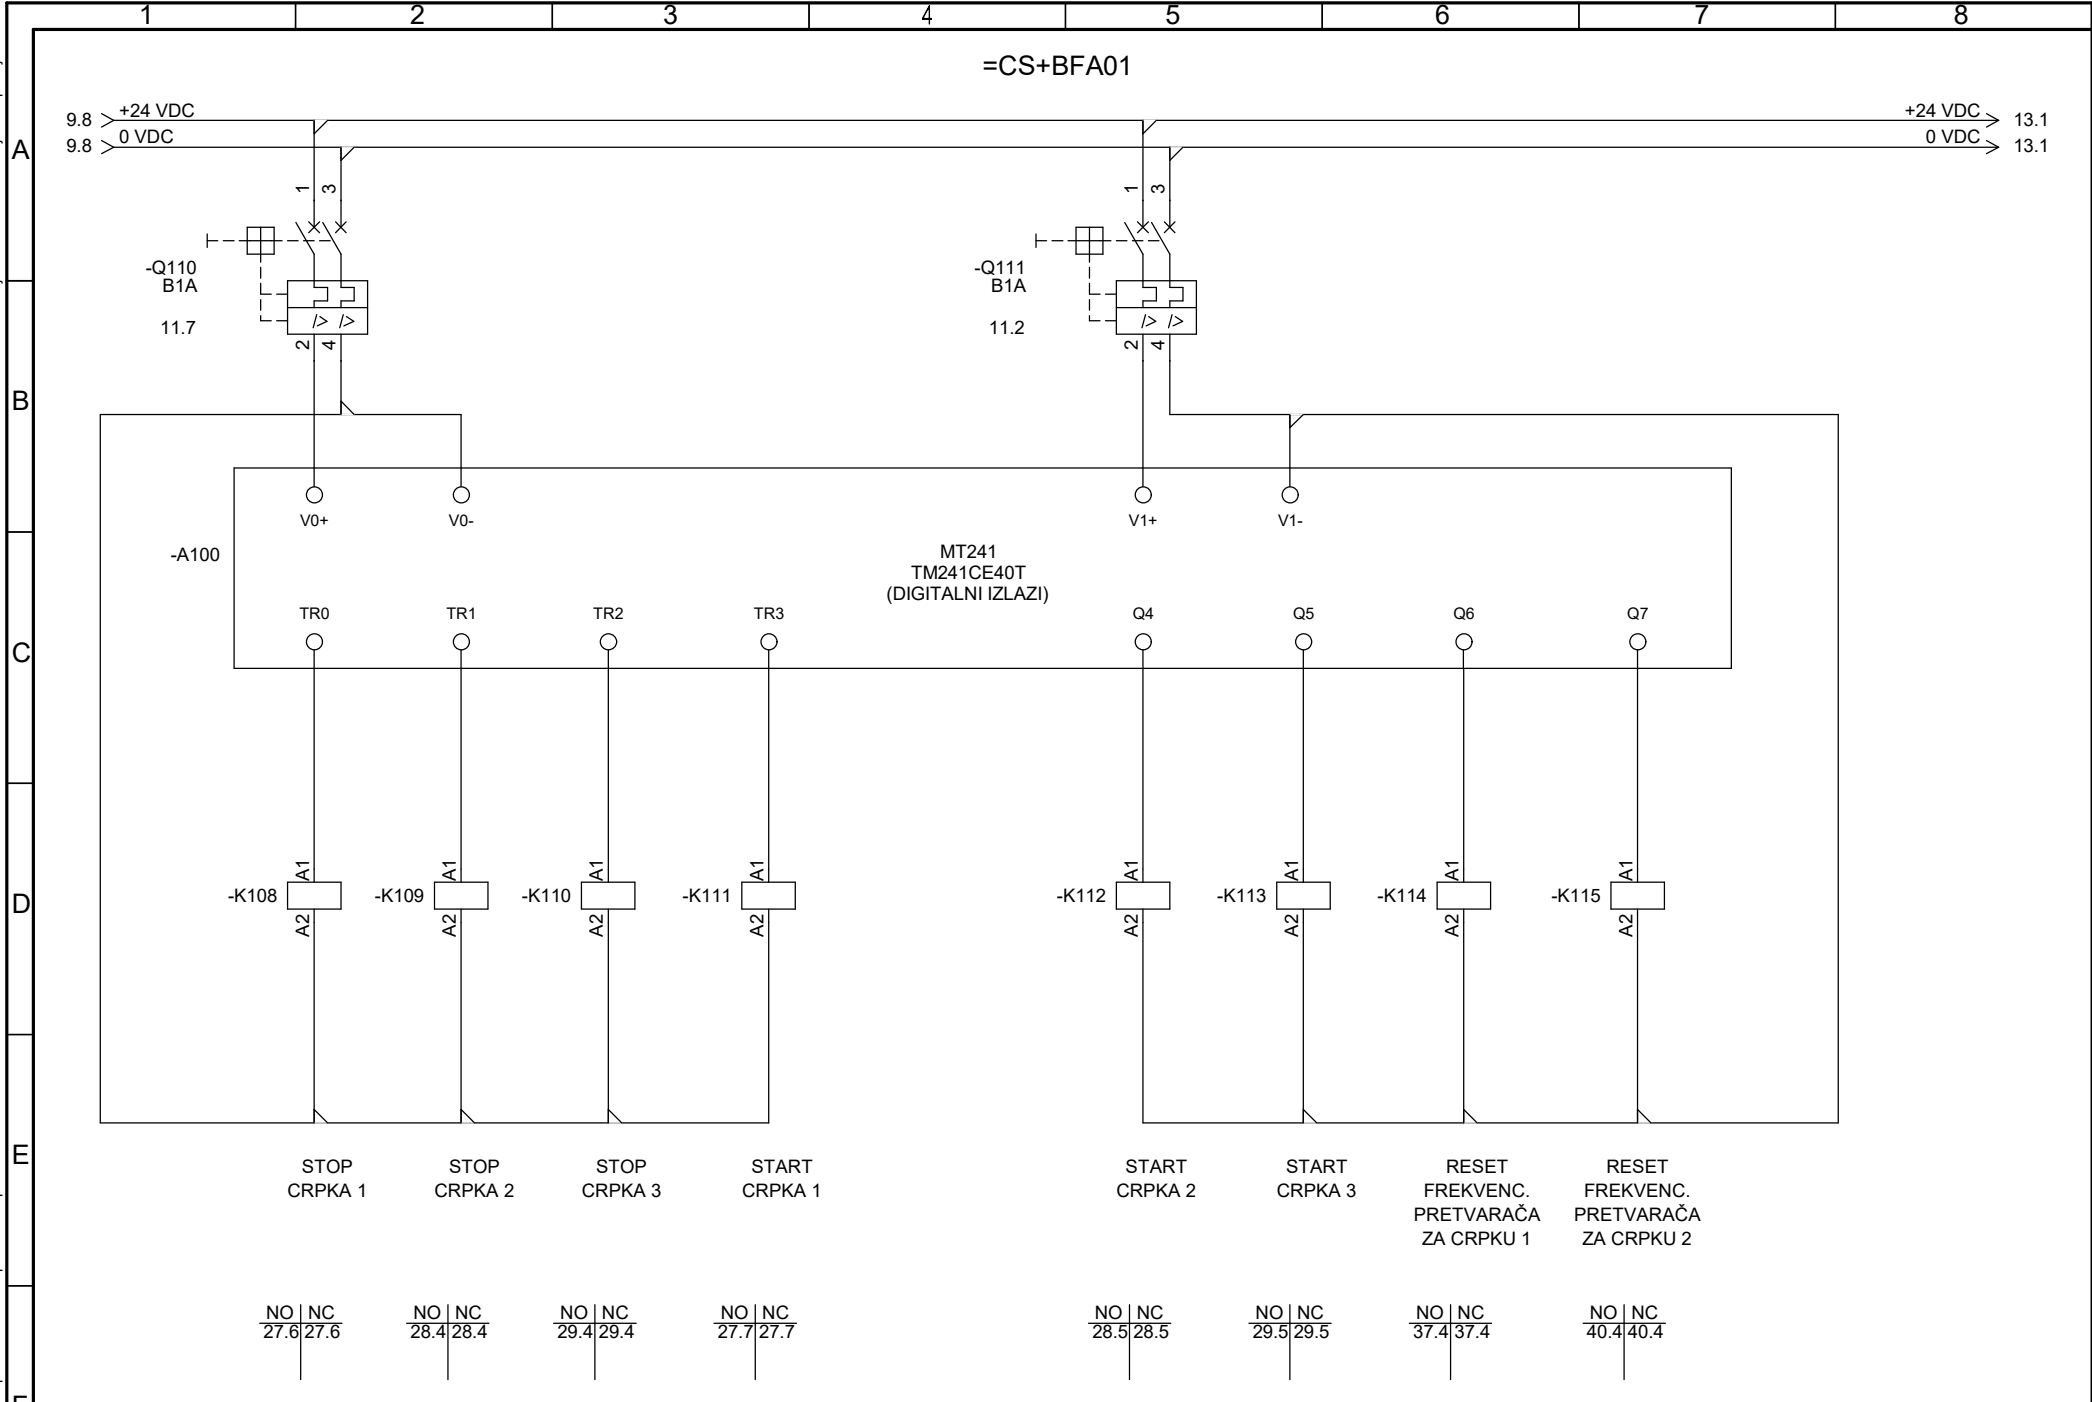 1 2 3 4 5 6 7 8
=CS+BFA01
9.8 +24 VDC +24 VDC 13.1
9.8 0 VDC 0 VDC 13.1
A
1 3 1 3
-Q110 -Q111
B1A B1A
11.7 11.2
2 4 2 4
B
V0+ V0- V1+ V1-
-A100
MT241
TM241CE40T
(DIGITALNI IZLAZI)
TR0 TR1 TR2 TR3 Q4 Q5 Q6 Q7
C
A1 A1 A1 A1 A1 A1 A1 A1
D -K108 -K109 -K110 -K111 -K112 -K113 -K114 -K115
A2 A2 A2 A2 A2 A2 A2 A2
E
STOP
CRPKA 1
STOP
CRPKA 2
STOP
CRPKA 3
START
CRPKA 1
START
CRPKA 2
START
CRPKA 3
RESET
FREKVENC.
PRETVARAČA
ZA CRPKU 1
RESET
FREKVENC.
PRETVARAČA
ZA CRPKU 2
NO NC NO NC NO NC NO NC NO NC NO NC NO NC NO NC
27.6 27.6 28.4 28.4 29.4 29.4 27.7 27.7 28.5 28.5 29.5 29.5 37.4 37.4 40.4 40.4